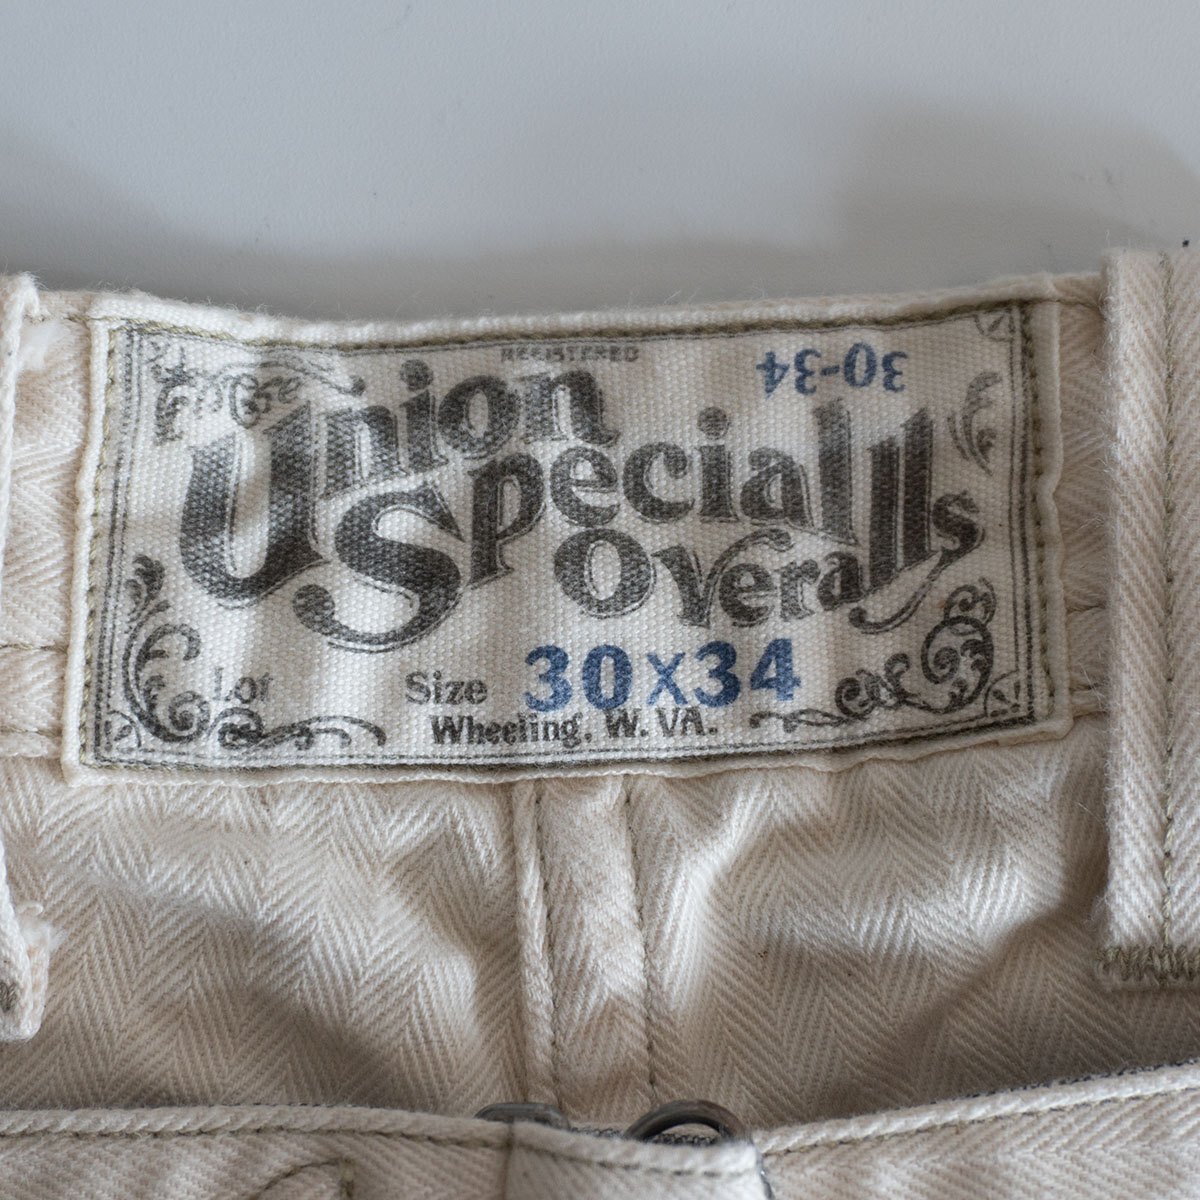 REGISTERED
30-34
Union
Special
Overalls
Lot
Size 30X34
Wheeling, W. VA.